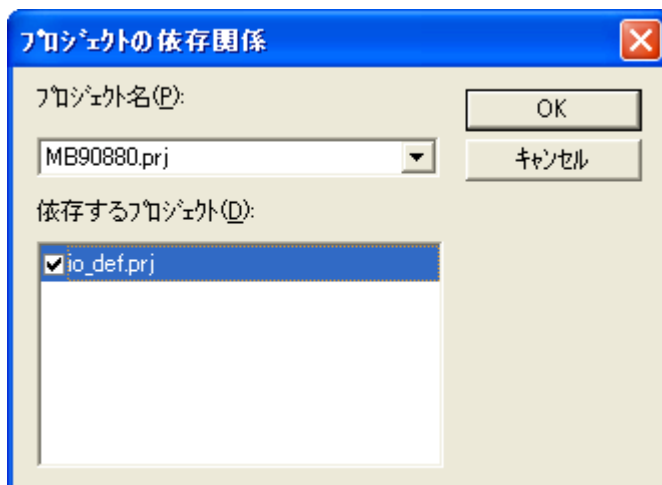 プロジェクトの依存関係
プロジェクト名(P):
OK
MB90880.prj
キャンセル
依存するプロジェクト(D):
io_def.prj